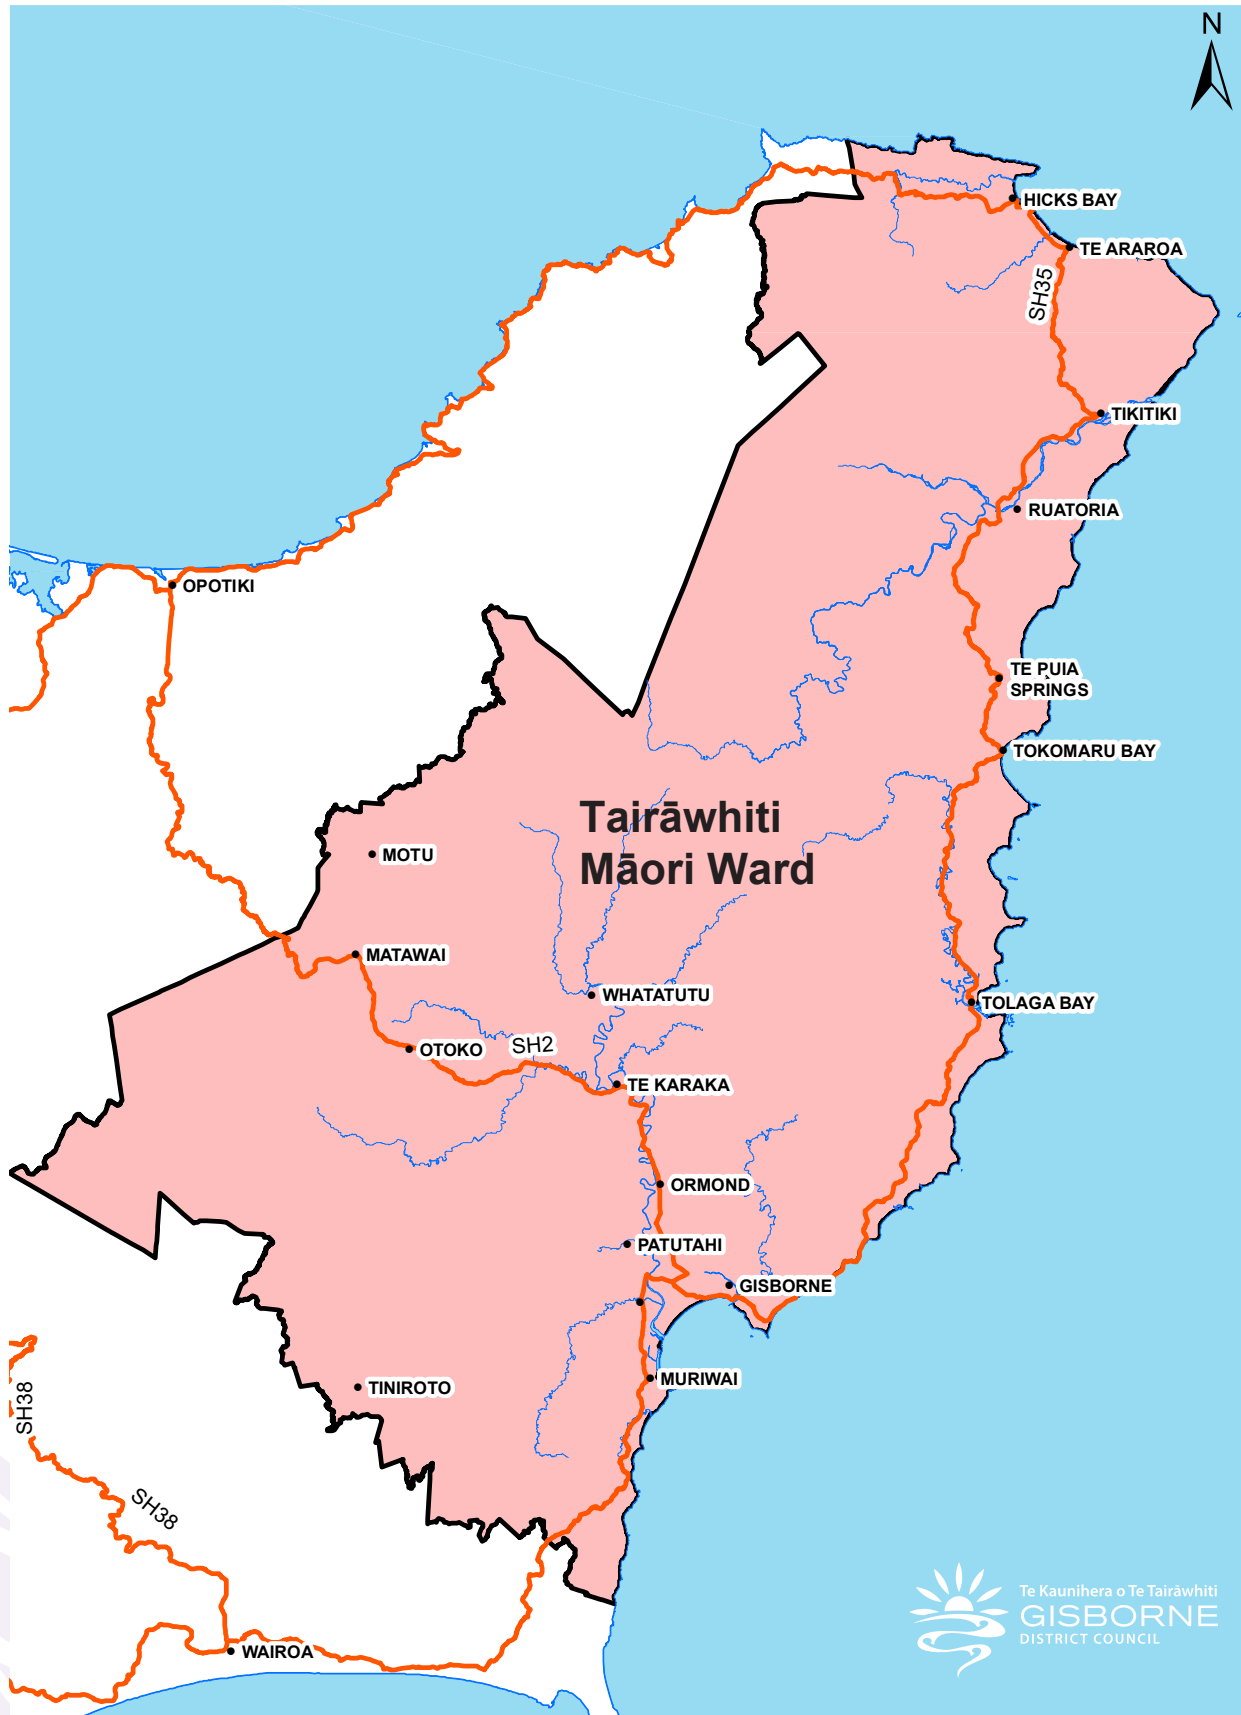 N
HICKS BAY
TE ARAROA
SH35
TIKITIKI
RUATORIA
OPOTIKI
TE PUIA
SPRINGS
TOKOMARU BAY
Tairāwhiti
Māori Ward
MOTU
MATAWAI
WHATATUTU
TOLAGA BAY
OTOKO
SH2
TE KARAKA
ORMOND
PATUTAHI
GISBORNE
MURIWAI
TINIROTO
SH38
SH38
WAIROA
Te Kaunihera o Te Tairāwhiti
GISBORNE
DISTRICT COUNCIL